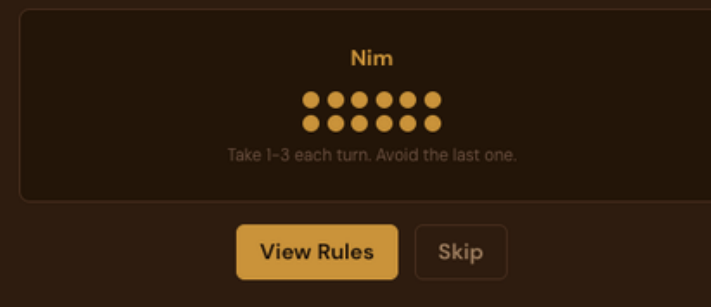 Nim
Take 1–3 each turn. Avoid the last one.
View Rules
Skip